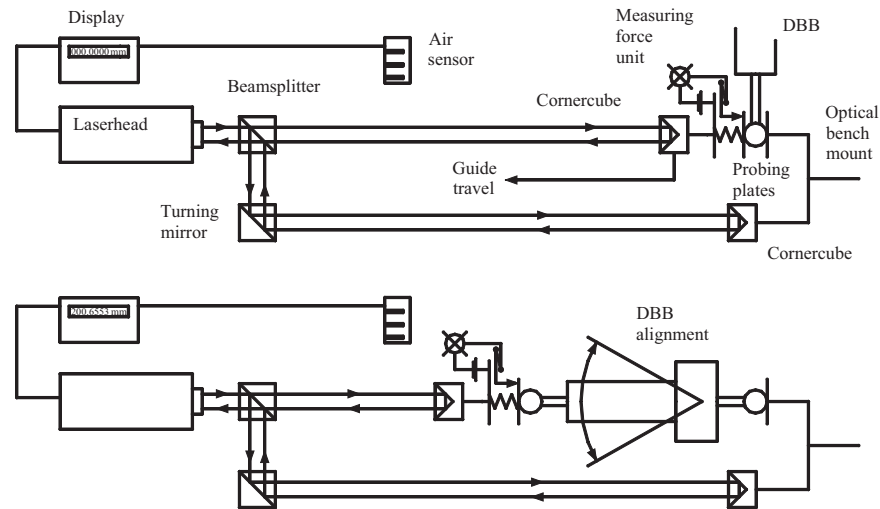 Display
000.0000 mm
Air
sensor
Measuring
force
unit
DBB
Beamsplitter
Laserhead
Cornercube
Optical
bench
mount
Guide
travel
Probing
plates
Turning
mirror
Cornercube
200.6553 mm
DBB
alignment